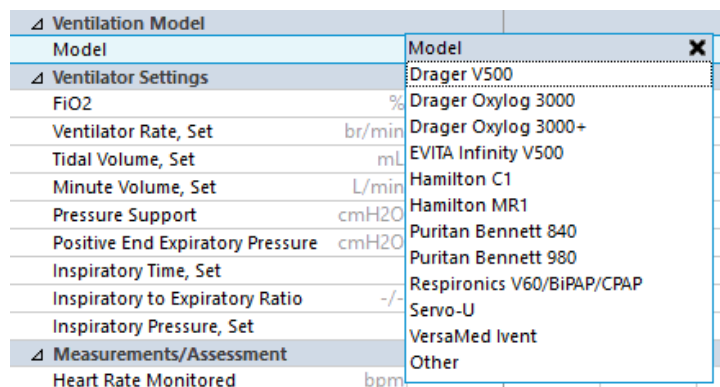 Ventilation Model
Model
Ventilator Settings
FiO2 %
Ventilator Rate, Set br/min
Tidal Volume, Set mL
Minute Volume, Set L/min
Pressure Support cmH2O
Positive End Expiratory Pressure cmH2O
Inspiratory Time, Set
Inspiratory to Expiratory Ratio -/-
Inspiratory Pressure, Set
Measurements/Assessment
Heart Rate Monitored bpm
Model
Drager V500
Drager Oxylog 3000
Drager Oxylog 3000+
EVITA Infinity V500
Hamilton C1
Hamilton MR1
Puritan Bennett 840
Puritan Bennett 980
Respironics V60/BiPAP/CPAP
Servo-U
VersaMed Ivent
Other